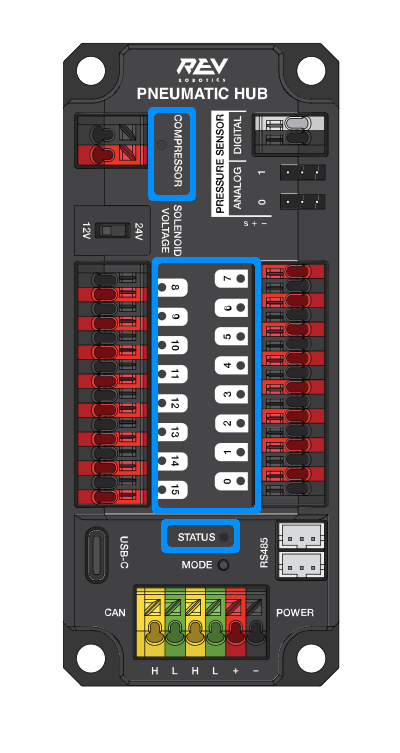 REV
ROBOTICS
PNEUMATIC HUB
COMPRESSOR
PRESSURE SENSOR
DIGITAL
ANALOG
1
0
s + −
12V
24V
SOLENOID
VOLTAGE
7
8
6
9
5
10
4
11
3
12
2
13
1
14
0
15
STATUS
MODE
USB-C
RS485
CAN
POWER
H L H L + −